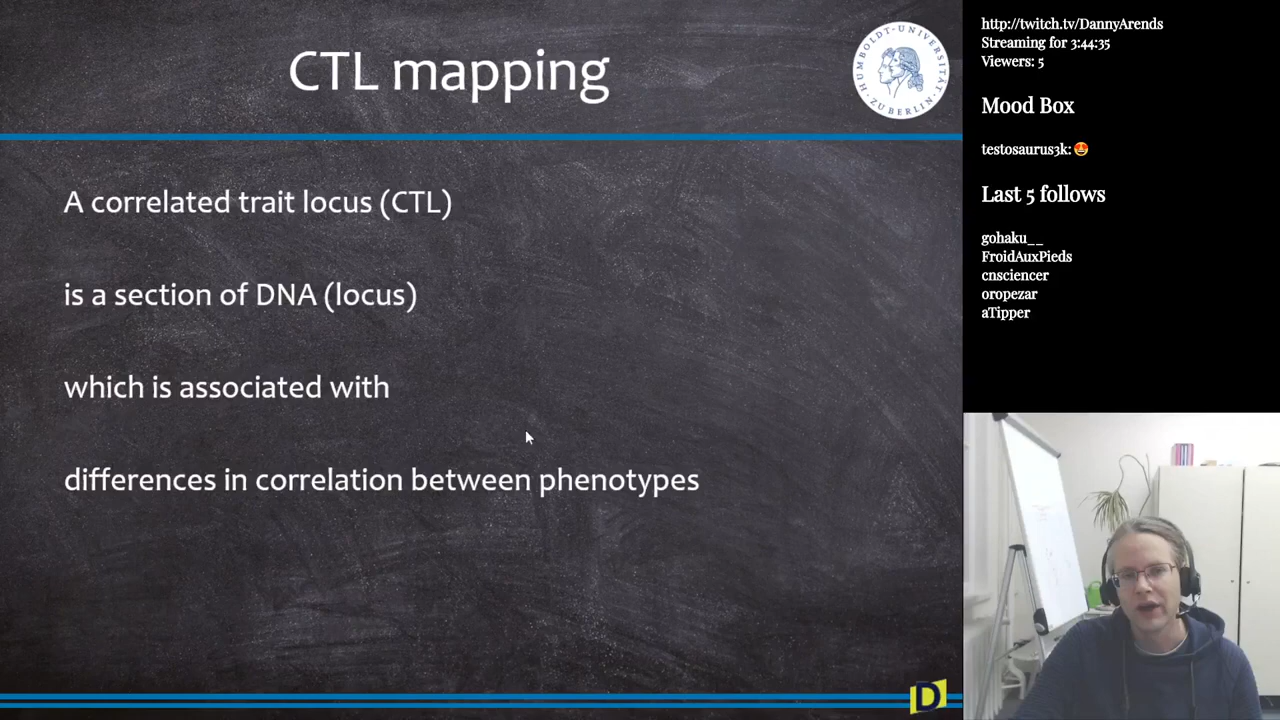 CTL mapping
HUMBOLDT-UNIVERSITÄT
ZU BERLIN
A correlated trait locus (CTL)
is a section of DNA (locus)
which is associated with
differences in correlation between phenotypes
D
http://twitch.tv/DannyArends
Streaming for 3:44:35
Viewers: 5
Mood Box
testosaurus3k:🤩
Last 5 follows
gohaku__
FroidAuxPieds
cnsciencer
oropezar
aTipper